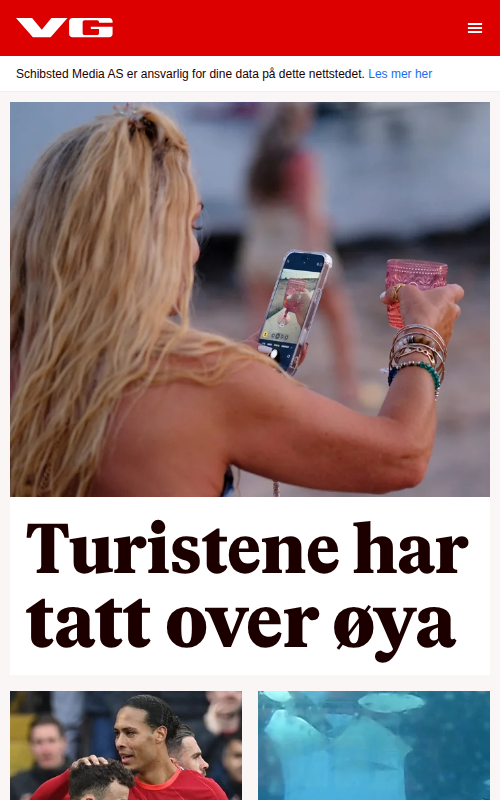 VG
Schibsted Media AS er ansvarlig for dine data på dette nettstedet. Les mer her
Turistene har
tatt over øya